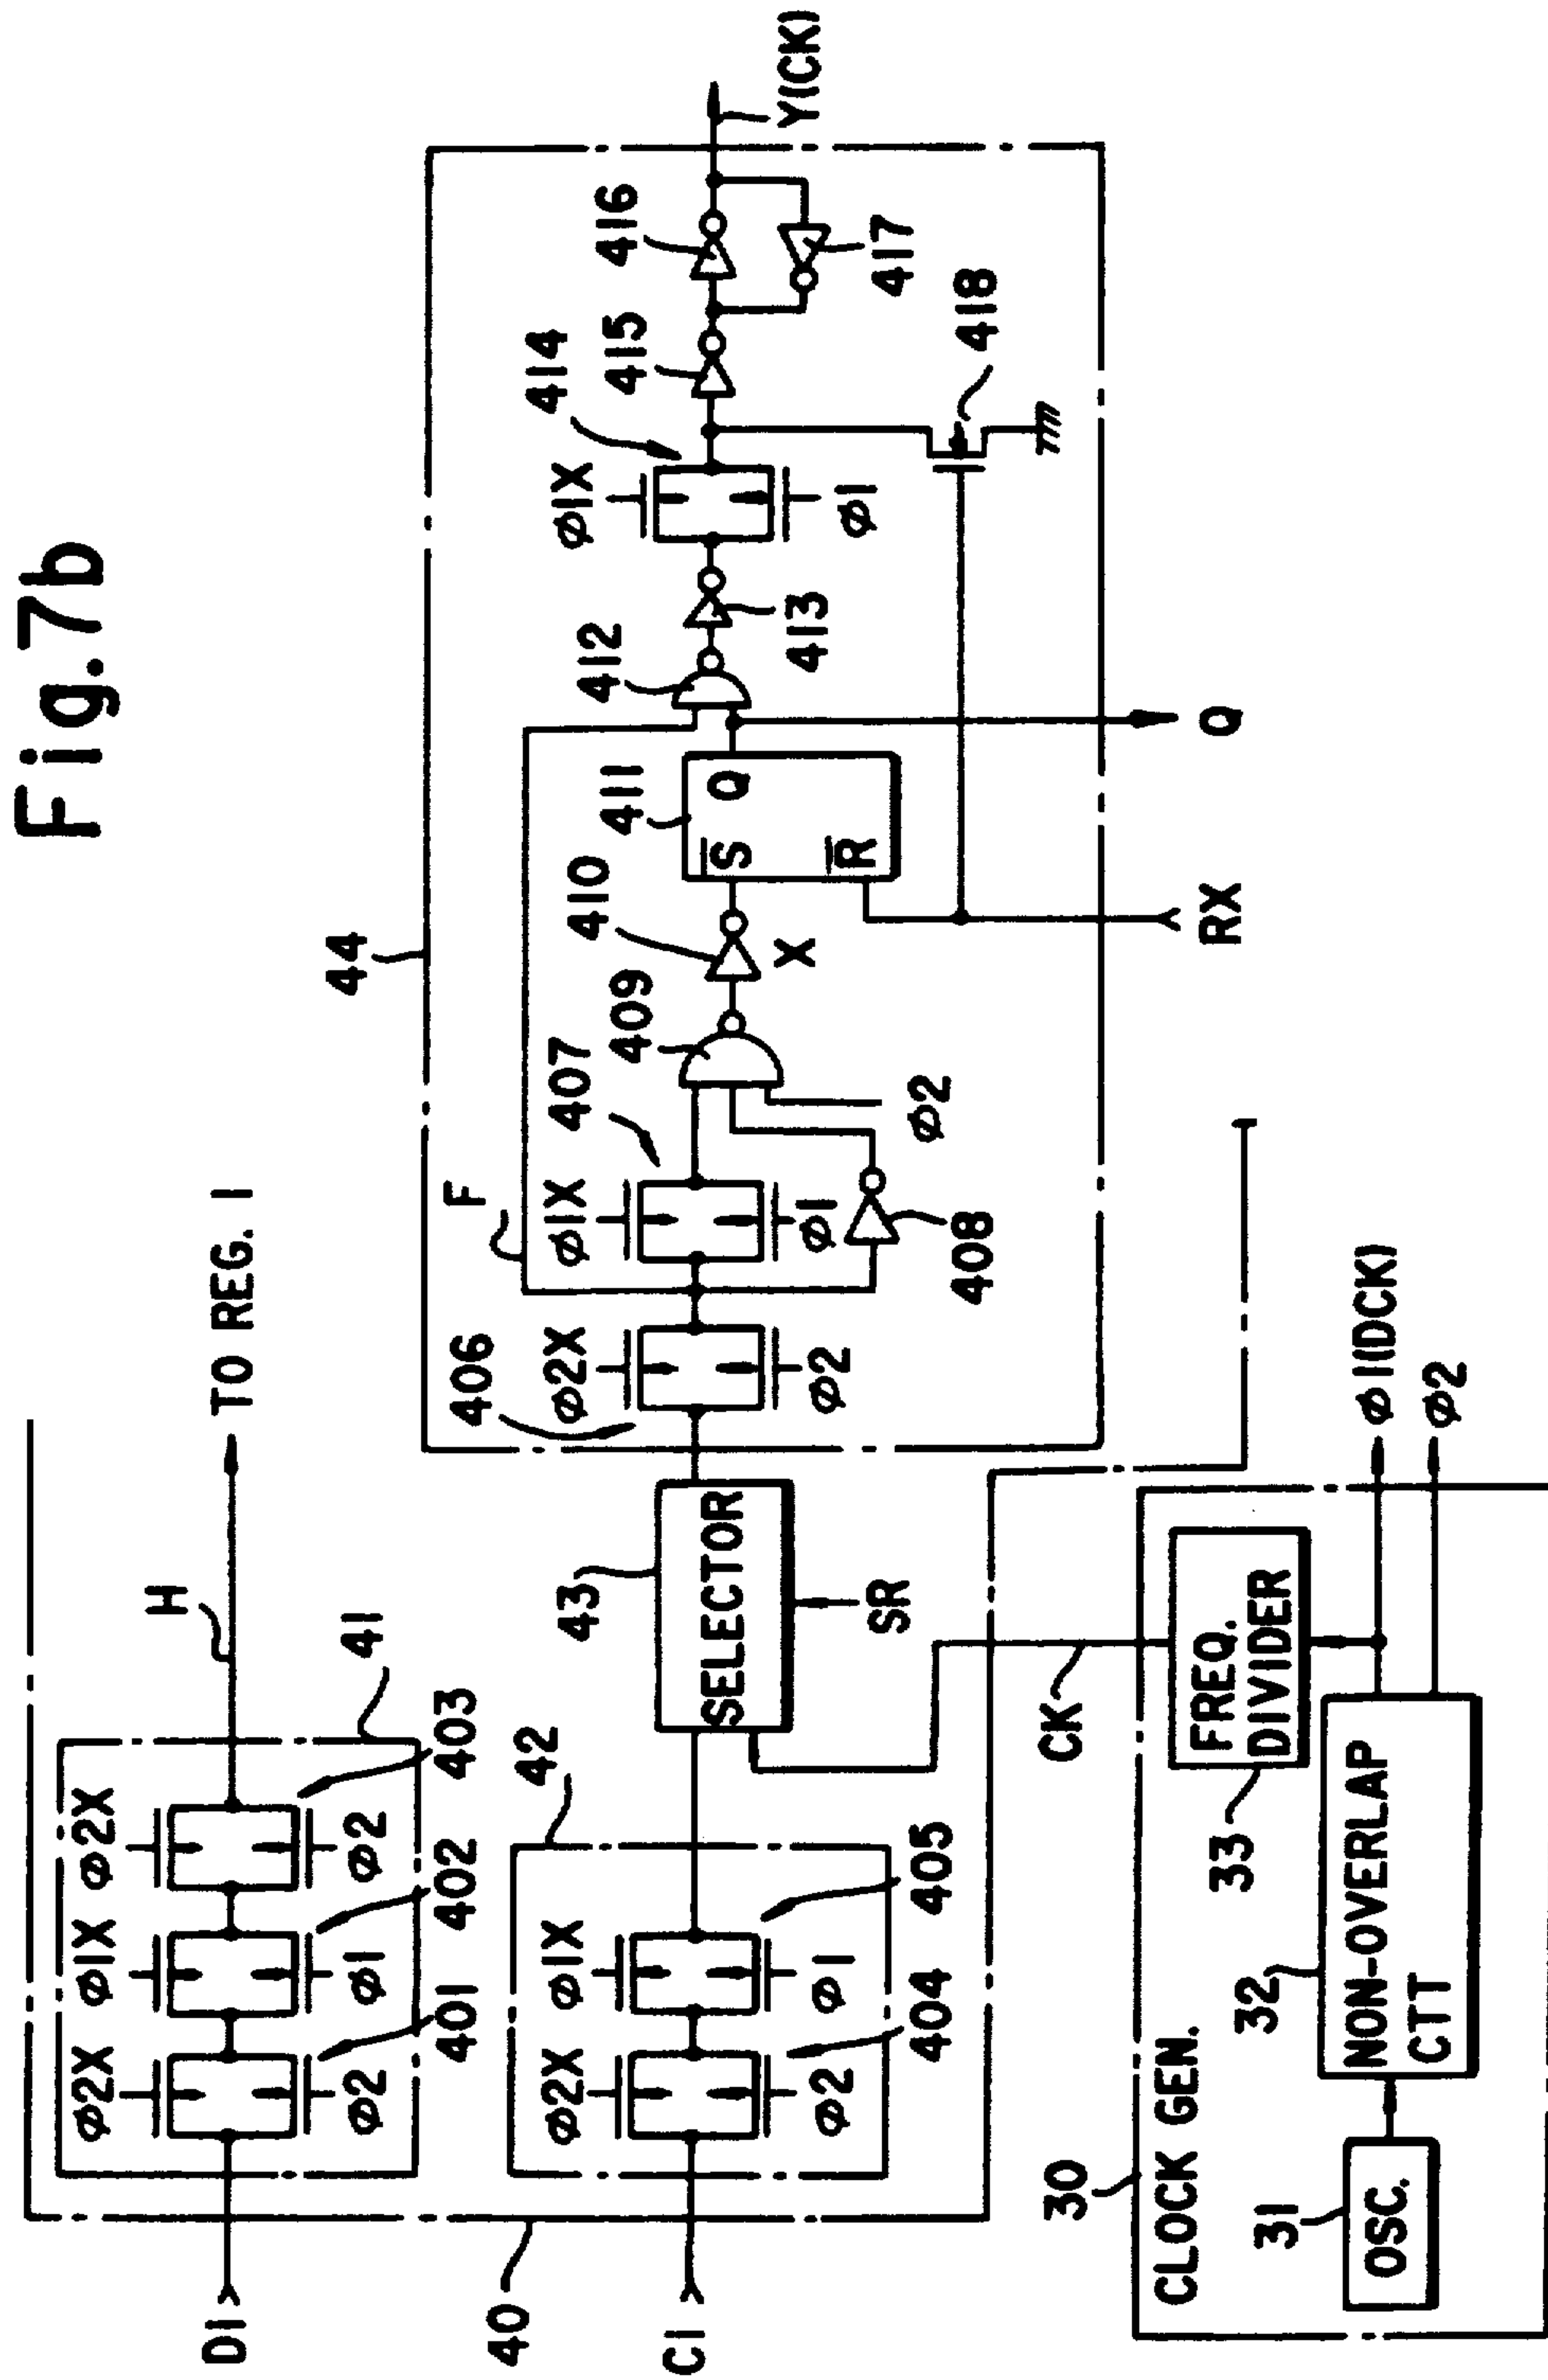 Fig.7b
DI
41
φ2X
φ1X
φ2X
φ2
φ1
φ2
401
402
403
H
TO REG. 1
40
CI
42
φ2X
φ1X
φ2
φ1
404
405
43
SELECTOR
SR
44
406
φ2X
φ2
F
407
φ1X
φ1
408
409
φ2
410
X
411
S
Q
R
412
413
414
φ1X
φ1
415
416
417
418
Y(CK)
RX
Q
CK
30
CLOCK GEN.
31
OSC.
32
NON-OVERLAP
CTT
33
FREQ.
DIVIDER
φ1(DCK)
φ2